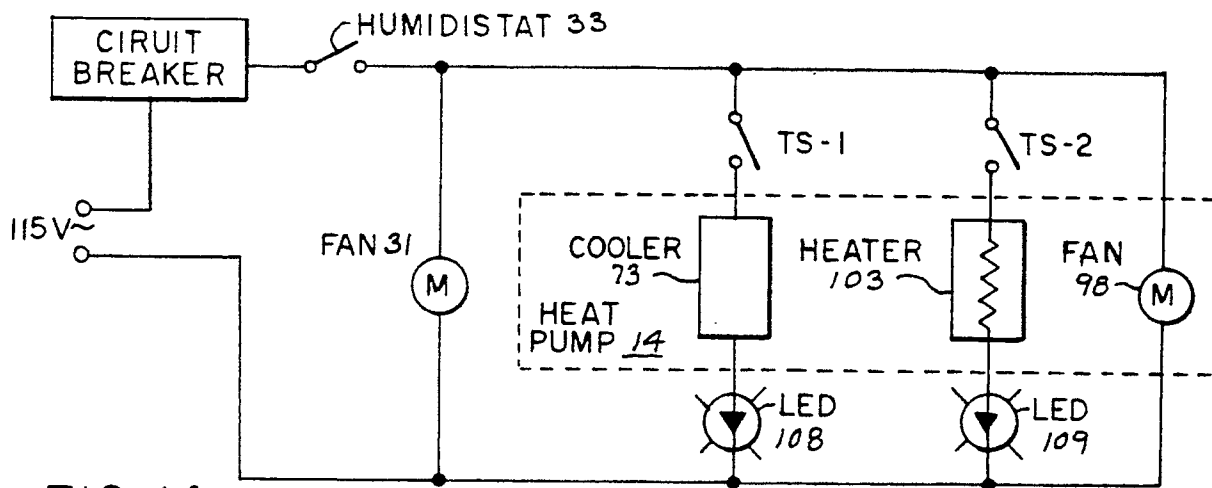 CIRUIT
BREAKER
HUMIDISTAT 33
TS-1
TS-2
115V~
FAN 31
M
COOLER
73
HEATER
103
FAN
98
M
HEAT
PUMP 14
LED
108
LED
109